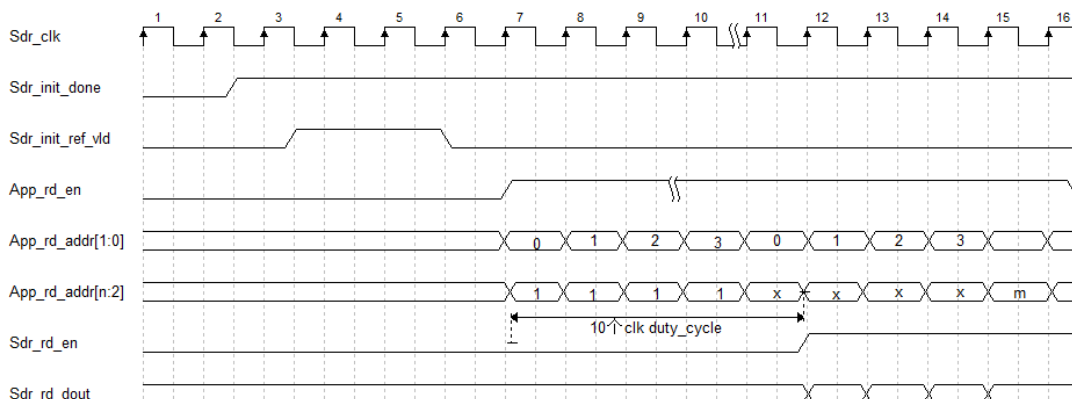 1 2 3 4 5 6 7 8 9 10 11 12 13 14 15 16
Sdr_clk
Sdr_init_done
Sdr_init_ref_vld
App_rd_en
App_rd_addr[1:0] 0 1 2 3 0 1 2 3
App_rd_addr[n:2] 1 1 1 1 x x x x m
10个clk duty_cycle
Sdr_rd_en
Sdr_rd_dout